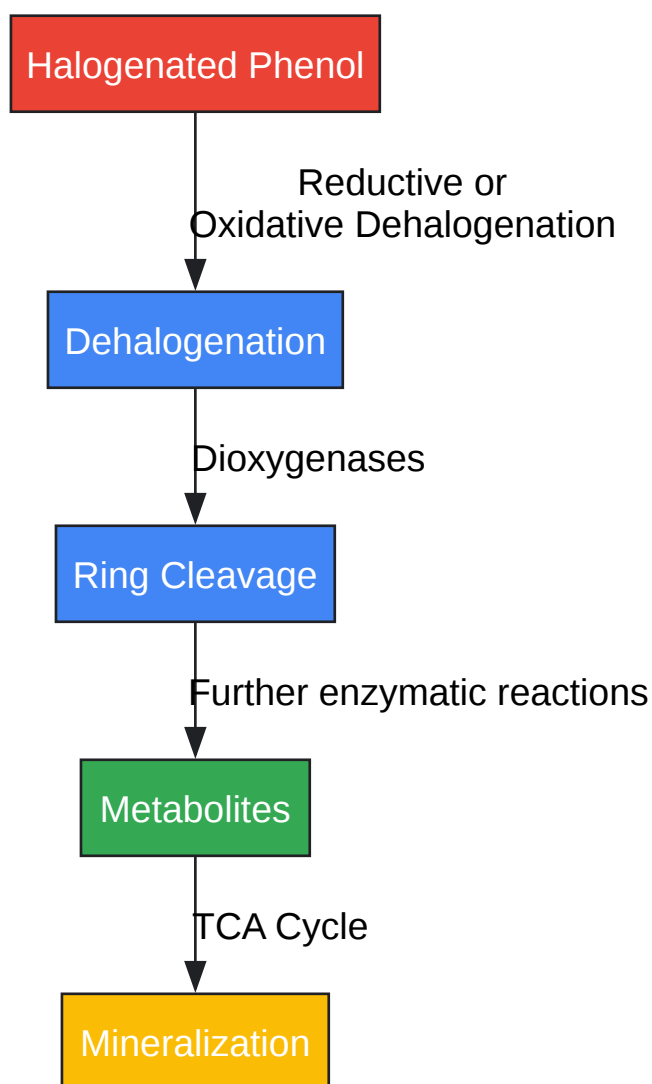 Halogenated Phenol
Reductive or
Oxidative Dehalogenation
Dehalogenation
Dioxygenases
Ring Cleavage
Further enzymatic reactions
Metabolites
TCA Cycle
Mineralization